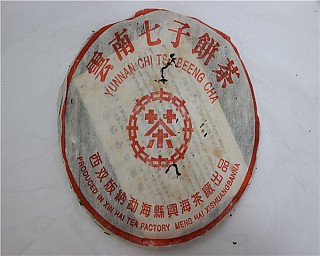 雲南七子餅茶
YUNNAN CHI TSE BEENG CHA
茶
西双版納勐海縣興海茶廠出品
PRODUCED IN XIN HAI TEA FACTORY MENG HAI XISHUANGBANNA